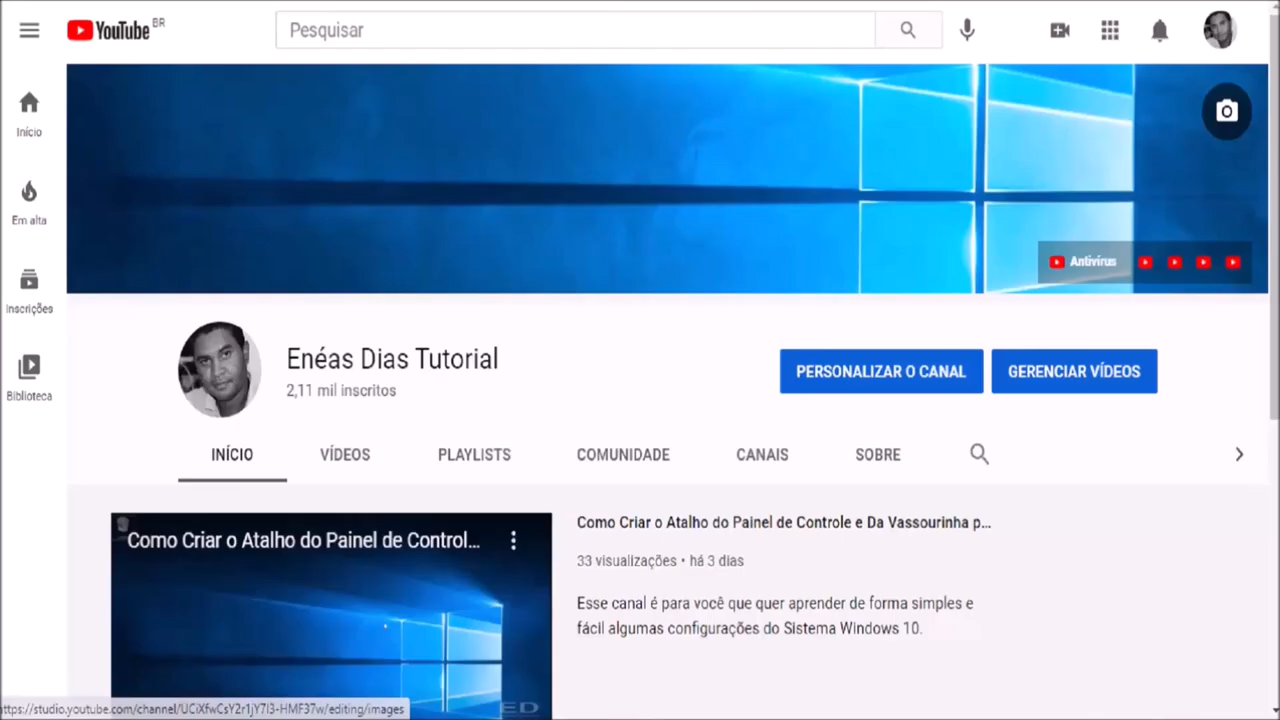 YouTube BR
Pesquisar
Início
Em alta
Inscrições
Biblioteca
Antivírus
Enéas Dias Tutorial
2,11 mil inscritos
PERSONALIZAR O CANAL
GERENCIAR VÍDEOS
INÍCIO
VÍDEOS
PLAYLISTS
COMUNIDADE
CANAIS
SOBRE
Como Criar o Atalho do Painel de Control...
Como Criar o Atalho do Painel de Controle e Da Vassourinha p...
33 visualizações • há 3 dias
Esse canal é para você que quer aprender de forma simples e
fácil algumas configurações do Sistema Windows 10.
ED
https://studio.youtube.com/channel/UCiXfwCsY2r1jY7I3-HMF37w/editing/images